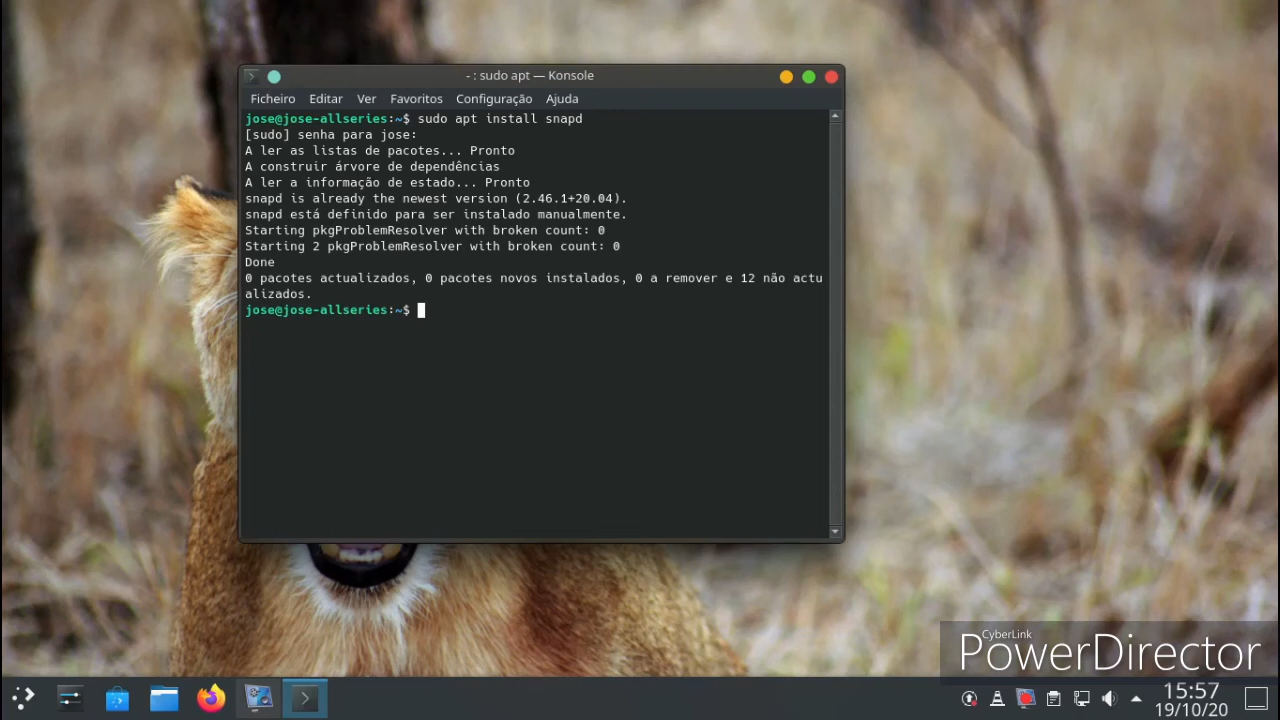 - : sudo apt — Konsole
Ficheiro Editar Ver Favoritos Configuração Ajuda
jose@jose-allseries:~$ sudo apt install snapd
[sudo] senha para jose:
A ler as listas de pacotes... Pronto
A construir árvore de dependências
A ler a informação de estado... Pronto
snapd is already the newest version (2.46.1+20.04).
snapd está definido para ser instalado manualmente.
Starting pkgProblemResolver with broken count: 0
Starting 2 pkgProblemResolver with broken count: 0
Done
0 pacotes actualizados, 0 pacotes novos instalados, 0 a remover e 12 não actu
alizados.
jose@jose-allseries:~$
CyberLink
PowerDirector
15:57
19/10/20